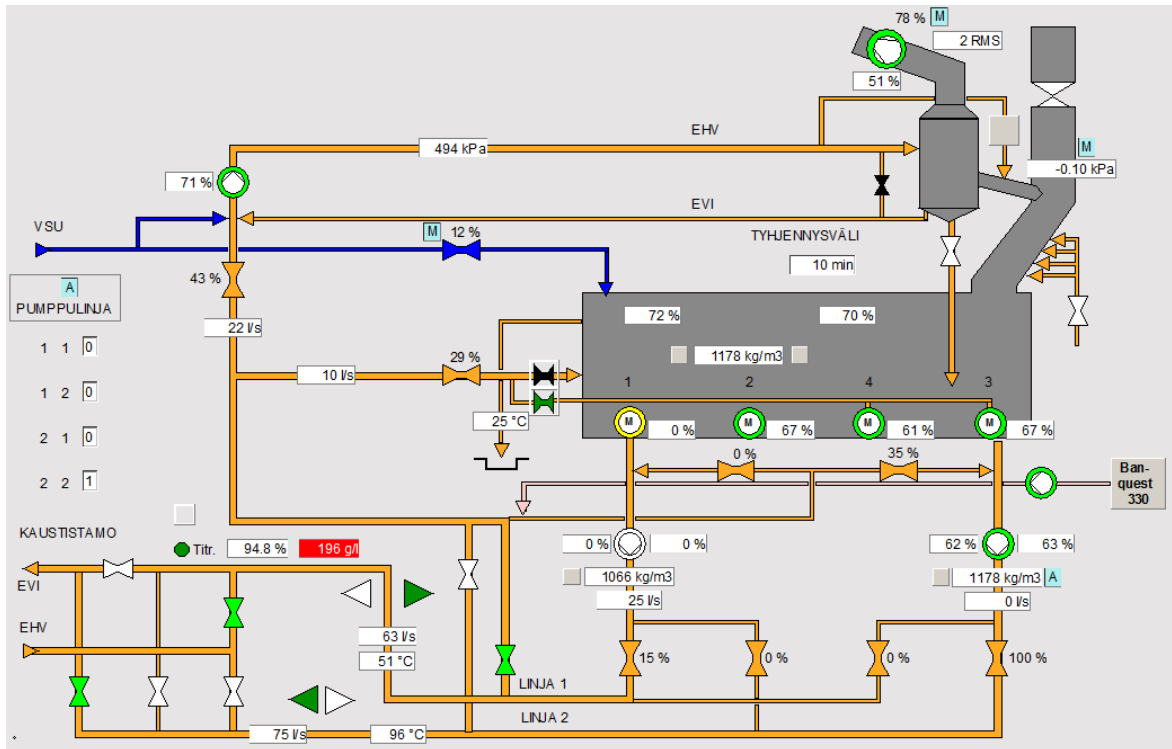 78 % M
2 RMS
51 %
EHV
494 kPa
M
-0.10 kPa
71 %
EVI
VSU
M 12 %
TYHJENNYSVÄLI
10 min
43 %
A
PUMPPULINJA
22 l/s
72 %
70 %
1 1 0
29 %
1178 kg/m3
10 l/s
1 2 4 3
1 2 0
25 °C
M 0 %
M 67 %
M 61 %
M 67 %
2 1 0
0 %
35 %
2 2 1
Ban-
quest
330
KAUSTISTAMO
Titr. 94.8 % 196 g/l
0 % 0 %
62 % 63 %
EVI
1066 kg/m3
1178 kg/m3 A
25 l/s
0 l/s
EHV
63 l/s
51 °C
15 %
0 %
0 %
100 %
LINJA 1
LINJA 2
75 l/s
96 °C